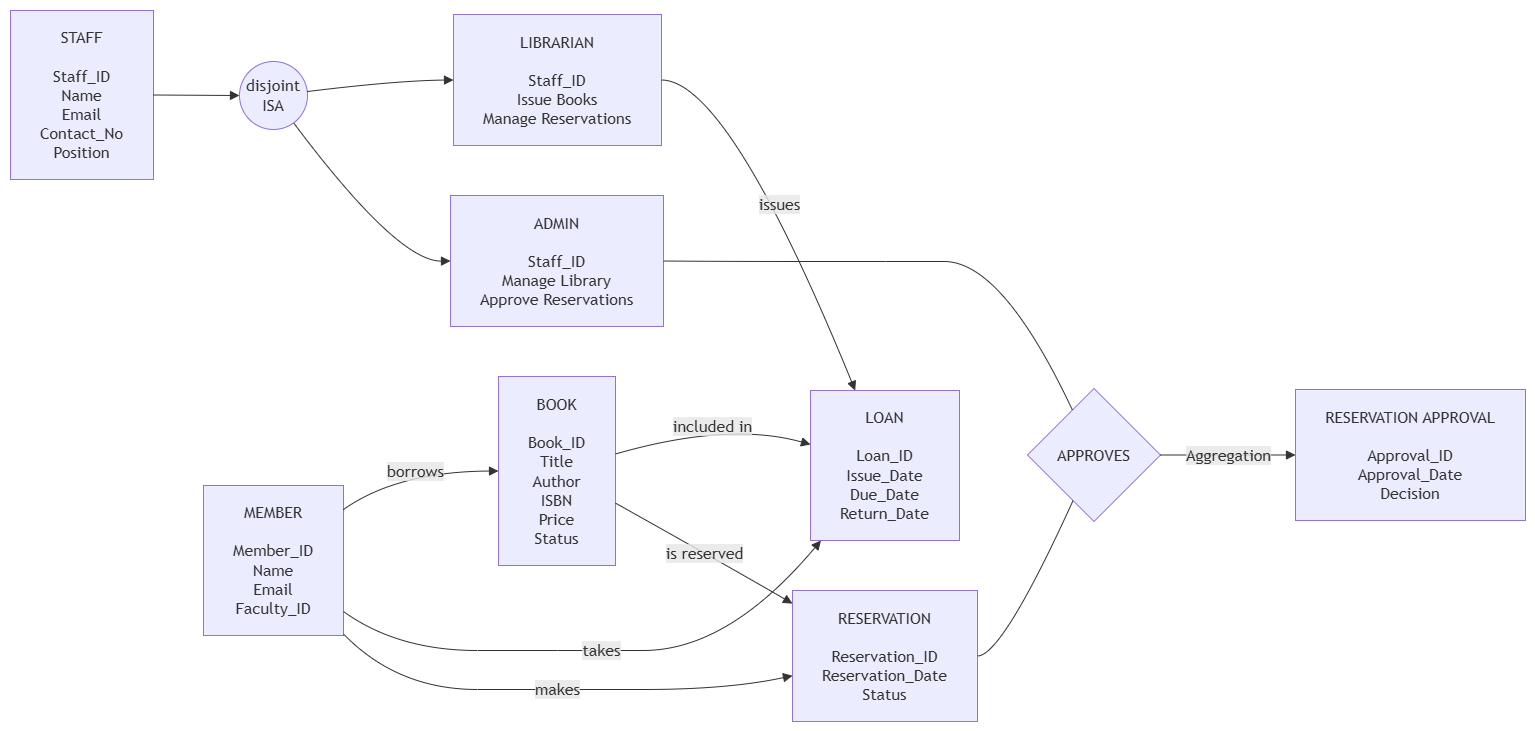 STAFF
Staff_ID
Name
Email
Contact_No
Position
disjoint
ISA
LIBRARIAN
Staff_ID
Issue Books
Manage Reservations
issues
ADMIN
Staff_ID
Manage Library
Approve Reservations
MEMBER
Member_ID
Name
Email
Faculty_ID
borrows
BOOK
Book_ID
Title
Author
ISBN
Price
Status
included in
is reserved
takes
makes
LOAN
Loan_ID
Issue_Date
Due_Date
Return_Date
RESERVATION
Reservation_ID
Reservation_Date
Status
APPROVES
Aggregation
RESERVATION APPROVAL
Approval_ID
Approval_Date
Decision